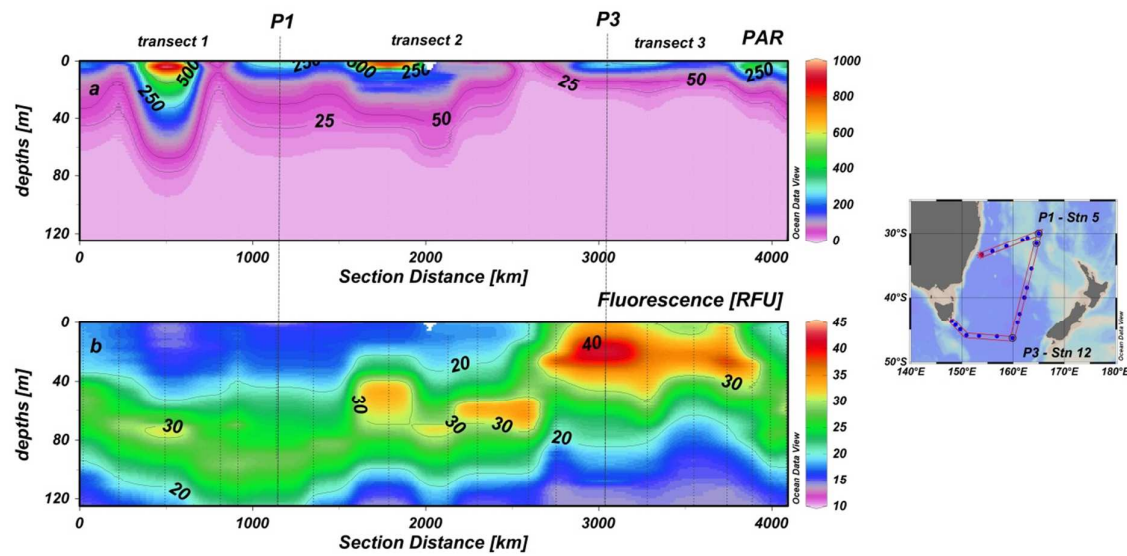 P1
P3
transect 1
transect 2
transect 3
PAR
0
40
80
120
depths [m]
a
250
500
250
500
250
25
50
25
50
250
1000
800
600
400
200
0
Ocean Data View
0
1000
2000
3000
4000
Section Distance [km]
Fluorescence [RFU]
0
40
80
120
depths [m]
b
30
20
30
20
30
30
40
20
30
45
40
35
30
25
20
15
10
Ocean Data View
0
1000
2000
3000
4000
Section Distance [km]
30°S
40°S
50°S
140°E
150°E
160°E
170°E
180°E
P1 - Stn 5
P3 - Stn 12
Ocean Data View